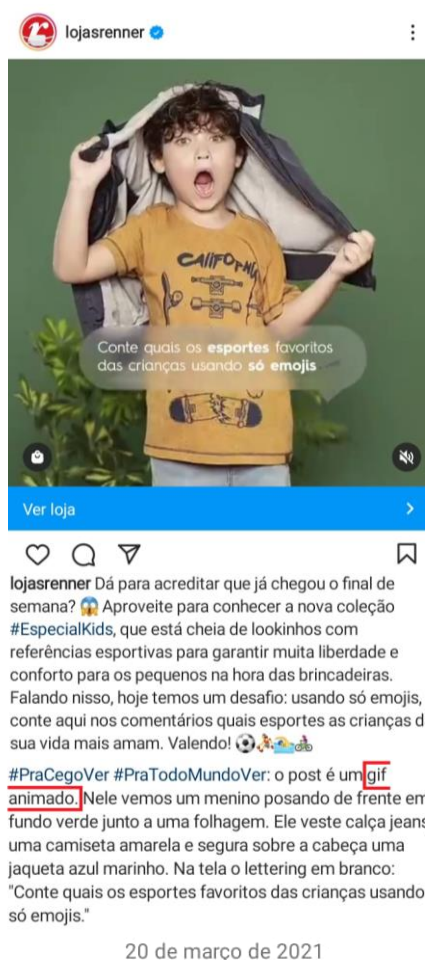 lojasrenner
CAlIFORNIA
Conte quais os esportes favoritos
das crianças usando só emojis
Ver loja
lojasrenner Dá para acreditar que já chegou o final de
semana? 😱 Aproveite para conhecer a nova coleção
#EspecialKids, que está cheia de lookinhos com
referências esportivas para garantir muita liberdade e
conforto para os pequenos na hora das brincadeiras.
Falando nisso, hoje temos um desafio: usando só emojis,
conte aqui nos comentários quais esportes as crianças d
sua vida mais amam. Valendo! ⚽⛹️🏄🚴
#PraCegoVer #PraTodoMundoVer: o post é um gif
animado. Nele vemos um menino posando de frente em
fundo verde junto a uma folhagem. Ele veste calça jeans
uma camiseta amarela e segura sobre a cabeça uma
jaqueta azul marinho. Na tela o lettering em branco:
"Conte quais os esportes favoritos das crianças usando
só emojis."
20 de março de 2021